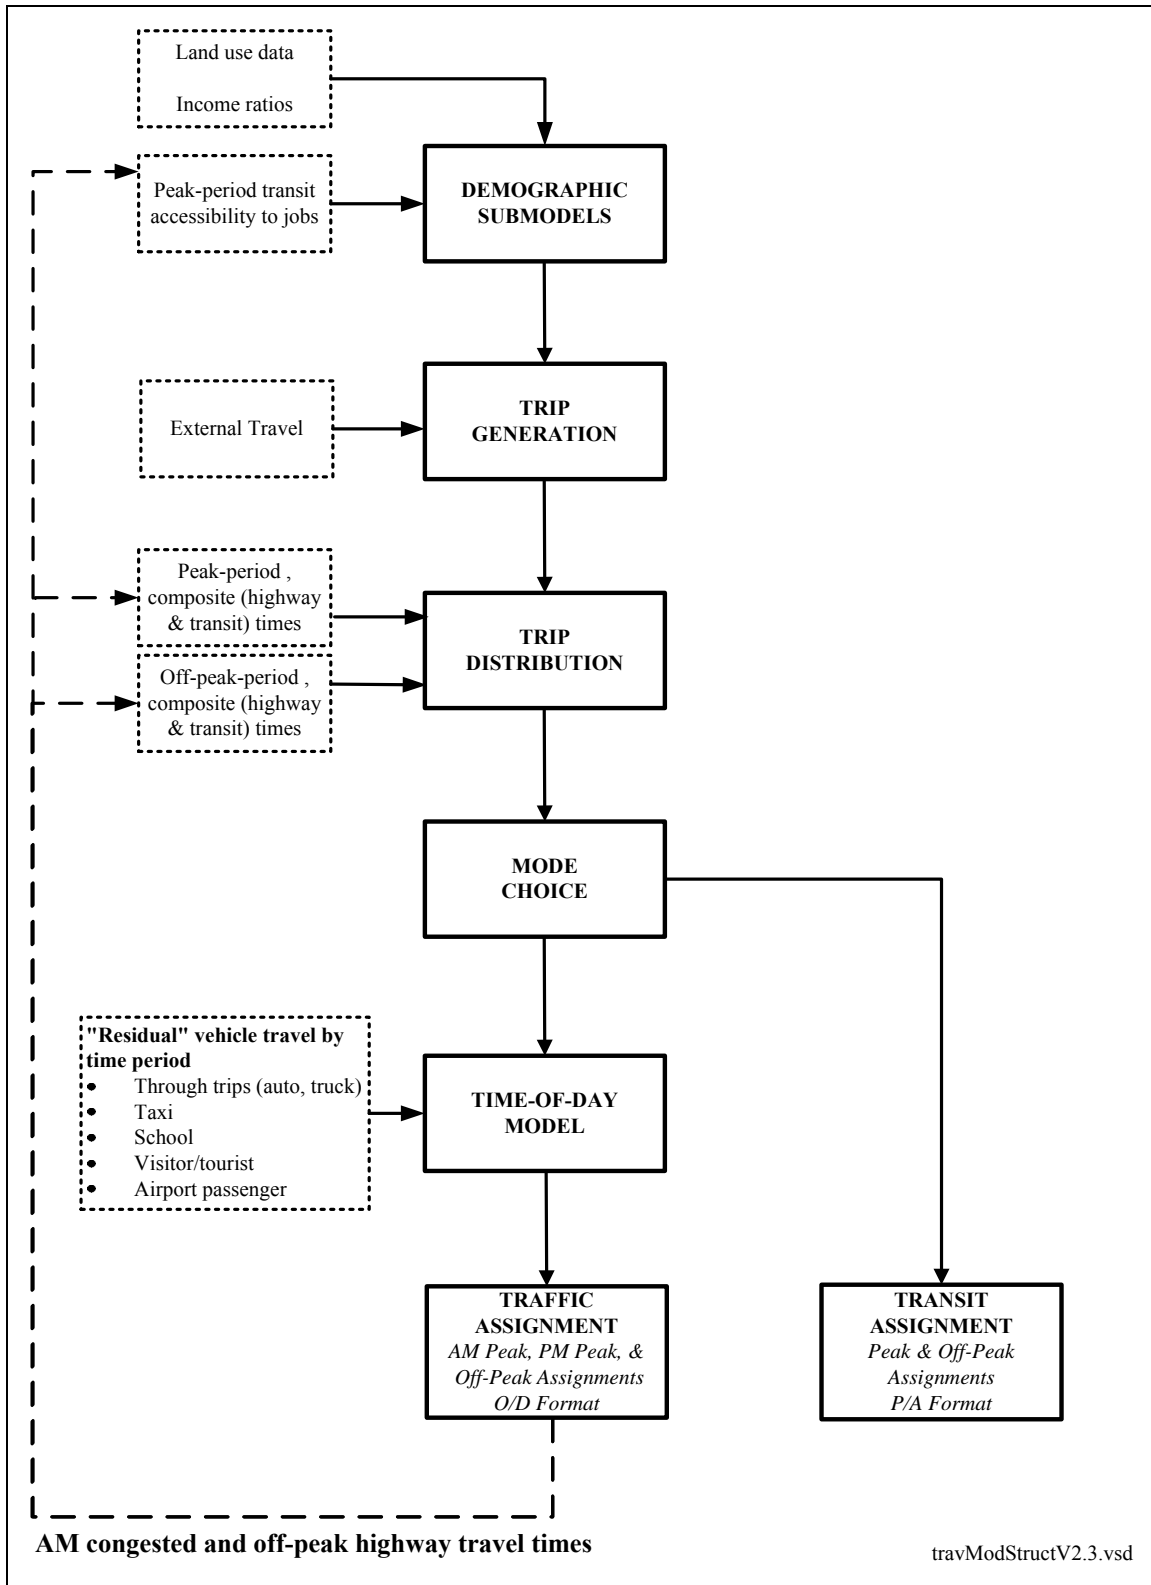 Land use data
Income ratios
Peak-period transit
accessibility to jobs
DEMOGRAPHIC
SUBMODELS
External Travel
TRIP
GENERATION
Peak-period ,
composite (highway
& transit) times
Off-peak-period ,
composite (highway
& transit) times
TRIP
DISTRIBUTION
MODE
CHOICE
"Residual" vehicle travel by
time period
● Through trips (auto, truck)
● Taxi
● School
● Visitor/tourist
● Airport passenger
TIME-OF-DAY
MODEL
TRAFFIC
ASSIGNMENT
AM Peak, PM Peak, &
Off-Peak Assignments
O/D Format
TRANSIT
ASSIGNMENT
Peak & Off-Peak
Assignments
P/A Format
AM congested and off-peak highway travel times
travModStructV2.3.vsd